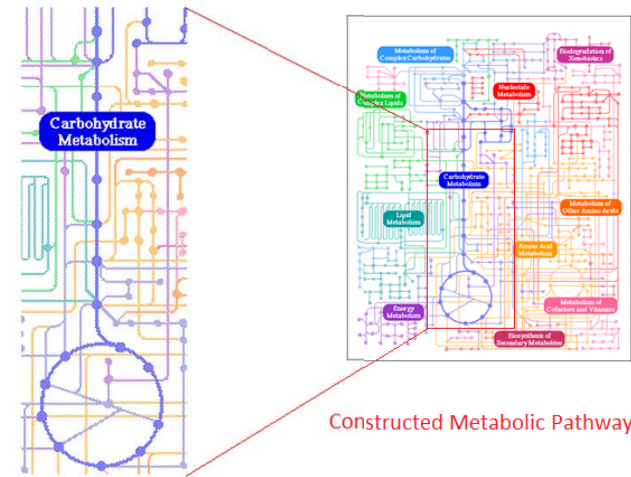 Carbohydrate
Metabolism
Metabolism of
Complex Carbohydrates
Biodegradation of
Xenobiotics
Nucleotide
Metabolism
Metabolism of
Complex Lipids
Carbohydrate
Metabolism
Metabolism of
Other Amino Acids
Lipid
Metabolism
Amino Acid
Metabolism
Metabolism of
Cofactors and Vitamins
Energy
Metabolism
Biosynthesis of
Secondary Metabolites
Constructed Metabolic Pathway